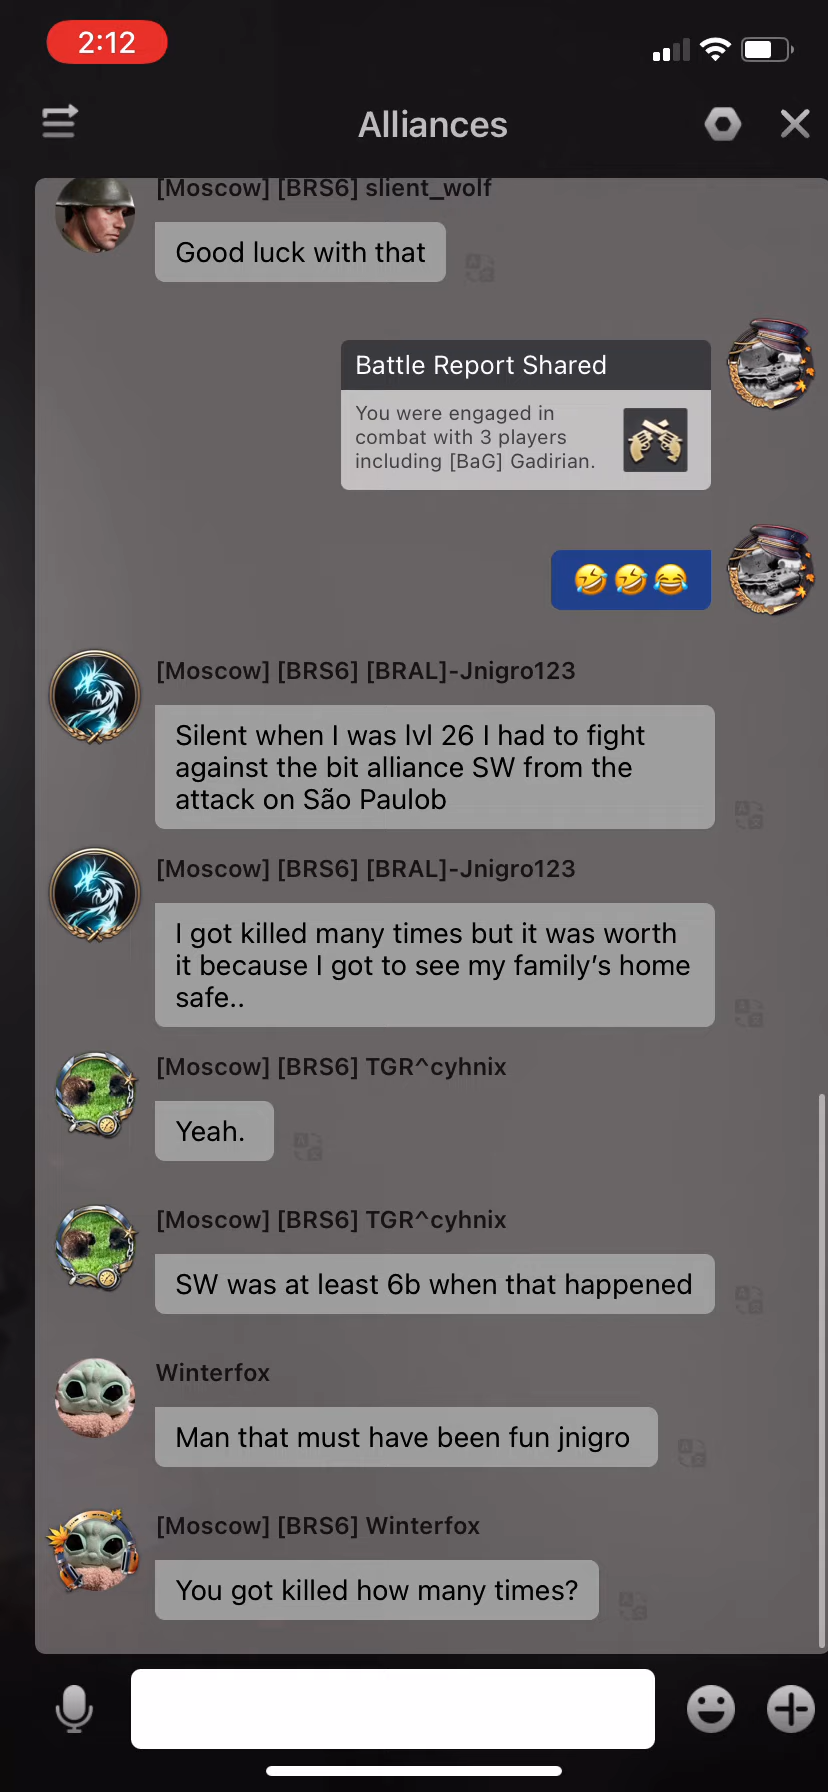 2:12
Alliances
[Moscow] [BRS6] slient_wolf
Good luck with that
Battle Report Shared
You were engaged in
combat with 3 players
including [BaG] Gadirian.
🤣🤣😂
[Moscow] [BRS6] [BRAL]-Jnigro123
Silent when I was lvl 26 I had to fight
against the bit alliance SW from the
attack on São Paulob
[Moscow] [BRS6] [BRAL]-Jnigro123
I got killed many times but it was worth
it because I got to see my family’s home
safe..
[Moscow] [BRS6] TGR^cyhnix
Yeah.
[Moscow] [BRS6] TGR^cyhnix
SW was at least 6b when that happened
Winterfox
Man that must have been fun jnigro
[Moscow] [BRS6] Winterfox
You got killed how many times?